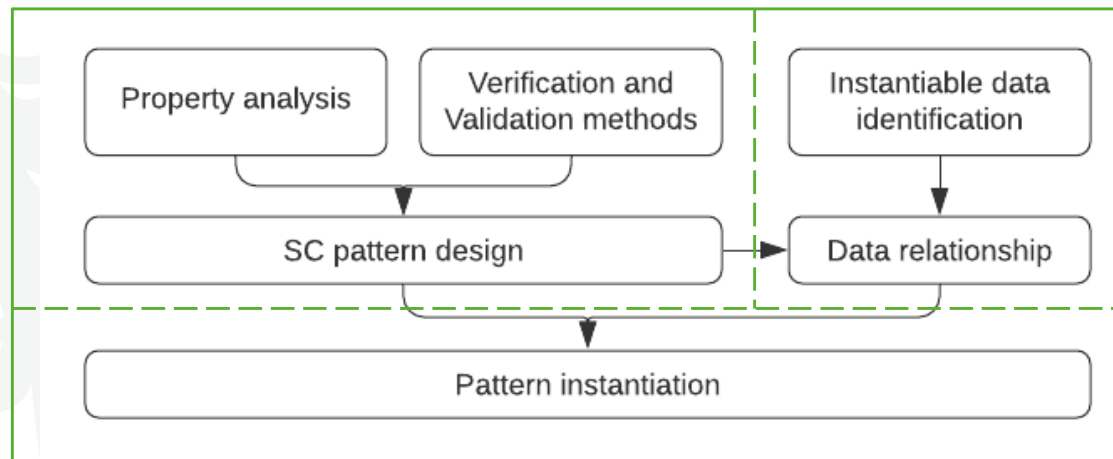 Property analysis
Verification and
Validation methods
Instantiable data
identification
SC pattern design
Data relationship
Pattern instantiation